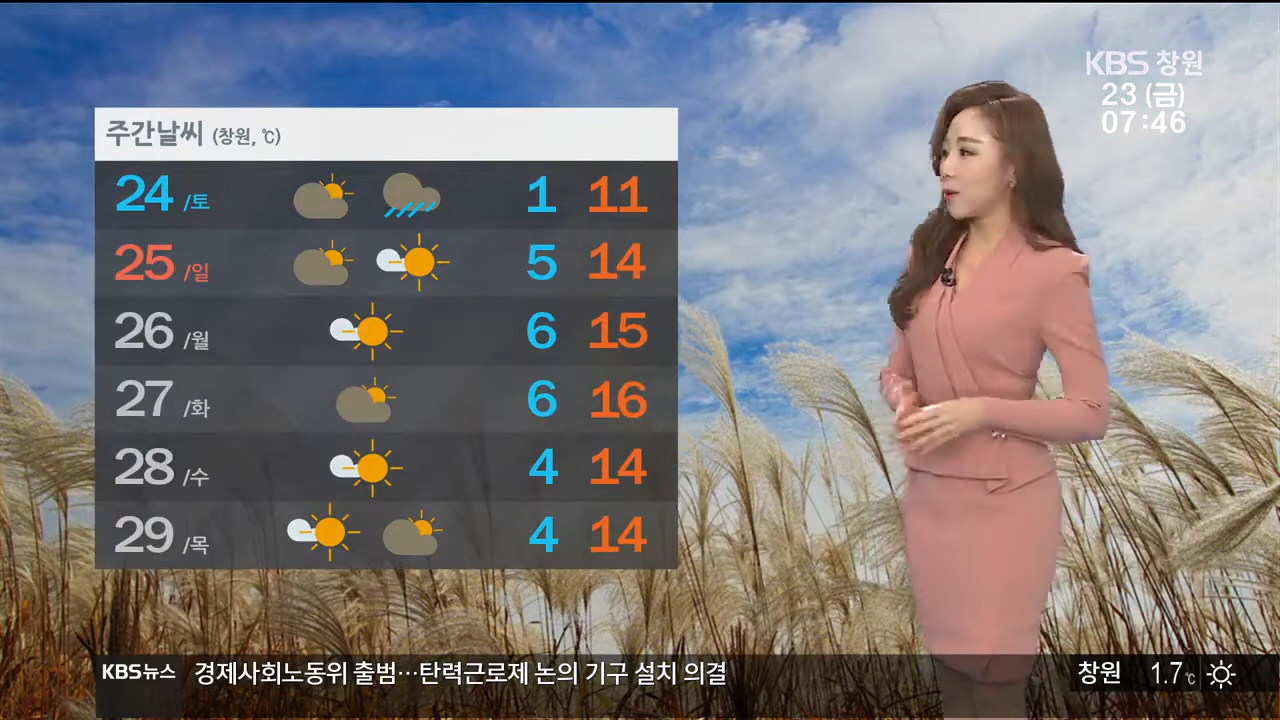 KBS 창원
23 (금)
07:46
주간날씨 (창원, ℃)
24 /토 1 11
25 /일 5 14
26 /월 6 15
27 /화 6 16
28 /수 4 14
29 /목 4 14
KBS뉴스 경제사회노동위 출범…탄력근로제 논의 기구 설치 의결 창원 1.7℃